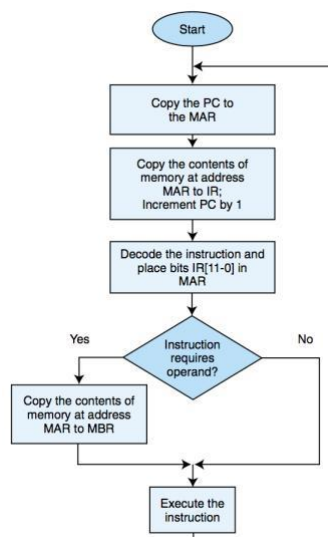 Start
Copy the PC to
the MAR
Copy the contents of
memory at address
MAR to IR;
Increment PC by 1
Decode the instruction and
place bits IR[11-0] in
MAR
Instruction
requires
operand?
Yes
No
Copy the contents of
memory at address
MAR to MBR
Execute the
instruction